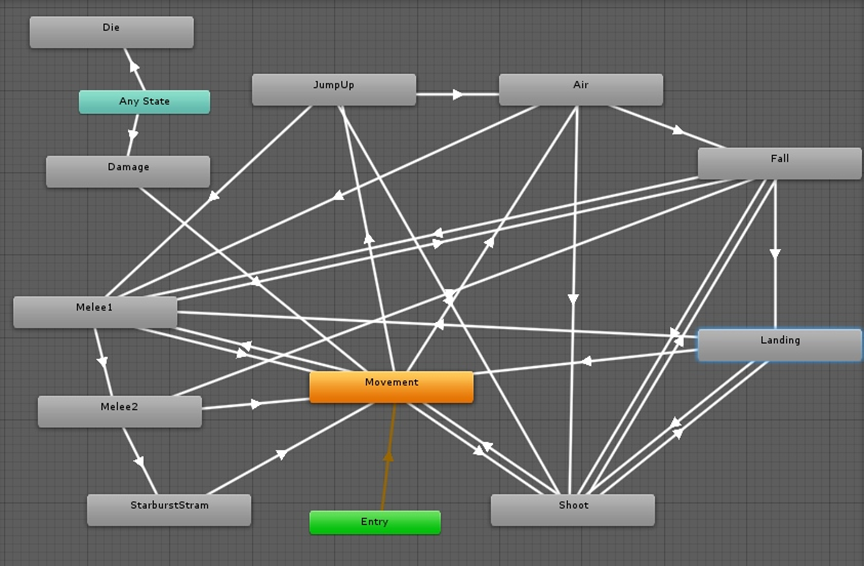 Die
Any State
JumpUp
Air
Damage
Fall
Melee1
Landing
Movement
Melee2
StarburstStram
Shoot
Entry